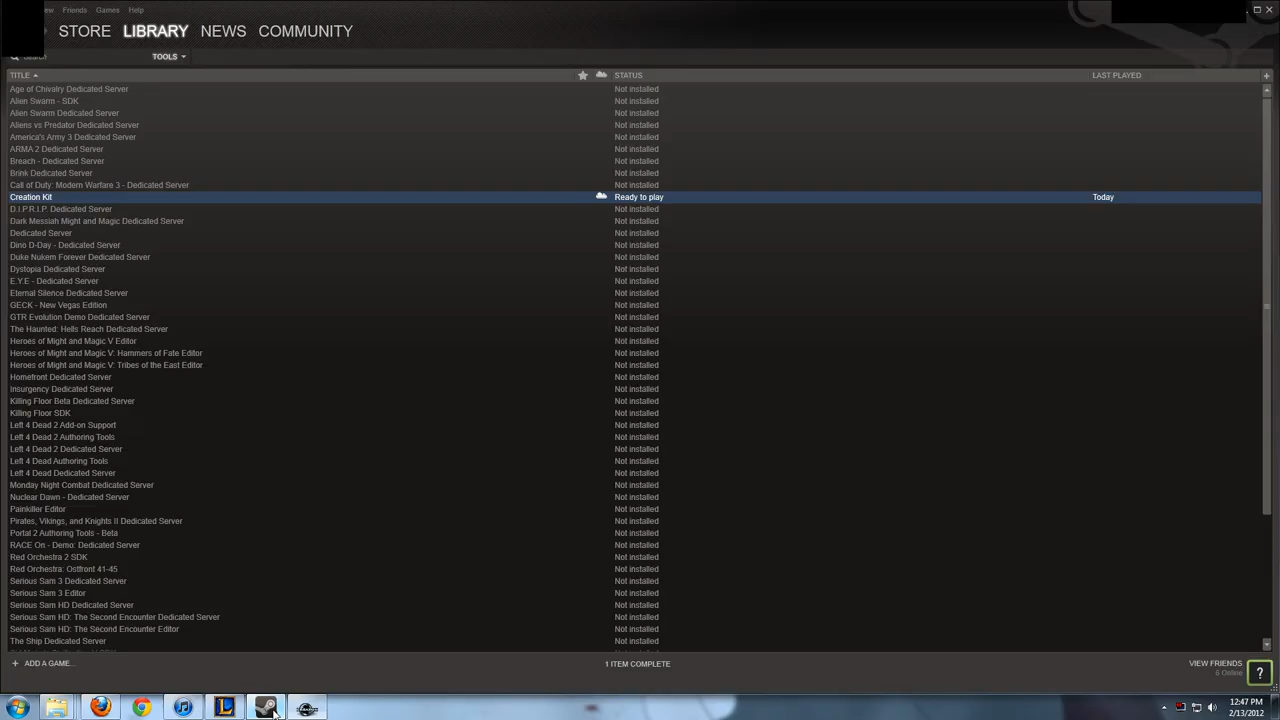 ew Friends Games Help
STORE LIBRARY NEWS COMMUNITY
Search TOOLS
TITLE STATUS LAST PLAYED
Age of Chivalry Dedicated Server Not installed
Alien Swarm - SDK Not installed
Alien Swarm Dedicated Server Not installed
Aliens vs Predator Dedicated Server Not installed
America's Army 3 Dedicated Server Not installed
ARMA 2 Dedicated Server Not installed
Breach - Dedicated Server Not installed
Brink Dedicated Server Not installed
Call of Duty: Modern Warfare 3 - Dedicated Server Not installed
Creation Kit Ready to play Today
D.I.P.R.I.P. Dedicated Server Not installed
Dark Messiah Might and Magic Dedicated Server Not installed
Dedicated Server Not installed
Dino D-Day - Dedicated Server Not installed
Duke Nukem Forever Dedicated Server Not installed
Dystopia Dedicated Server Not installed
E.Y.E - Dedicated Server Not installed
Eternal Silence Dedicated Server Not installed
GECK - New Vegas Edition Not installed
GTR Evolution Demo Dedicated Server Not installed
The Haunted: Hells Reach Dedicated Server Not installed
Heroes of Might and Magic V Editor Not installed
Heroes of Might and Magic V: Hammers of Fate Editor Not installed
Heroes of Might and Magic V: Tribes of the East Editor Not installed
Homefront Dedicated Server Not installed
Insurgency Dedicated Server Not installed
Killing Floor Beta Dedicated Server Not installed
Killing Floor SDK Not installed
Left 4 Dead 2 Add-on Support Not installed
Left 4 Dead 2 Authoring Tools Not installed
Left 4 Dead 2 Dedicated Server Not installed
Left 4 Dead Authoring Tools Not installed
Left 4 Dead Dedicated Server Not installed
Monday Night Combat Dedicated Server Not installed
Nuclear Dawn - Dedicated Server Not installed
Painkiller Editor Not installed
Pirates, Vikings, and Knights II Dedicated Server Not installed
Portal 2 Authoring Tools - Beta Not installed
RACE On - Demo: Dedicated Server Not installed
Red Orchestra 2 SDK Not installed
Red Orchestra: Ostfront 41-45 Not installed
Serious Sam 3 Dedicated Server Not installed
Serious Sam 3 Editor Not installed
Serious Sam HD Dedicated Server Not installed
Serious Sam HD: The Second Encounter Dedicated Server Not installed
Serious Sam HD: The Second Encounter Editor Not installed
The Ship Dedicated Server Not installed
+ ADD A GAME... 1 ITEM COMPLETE VIEW FRIENDS
6 Online
?
12:47 PM
2/13/2012